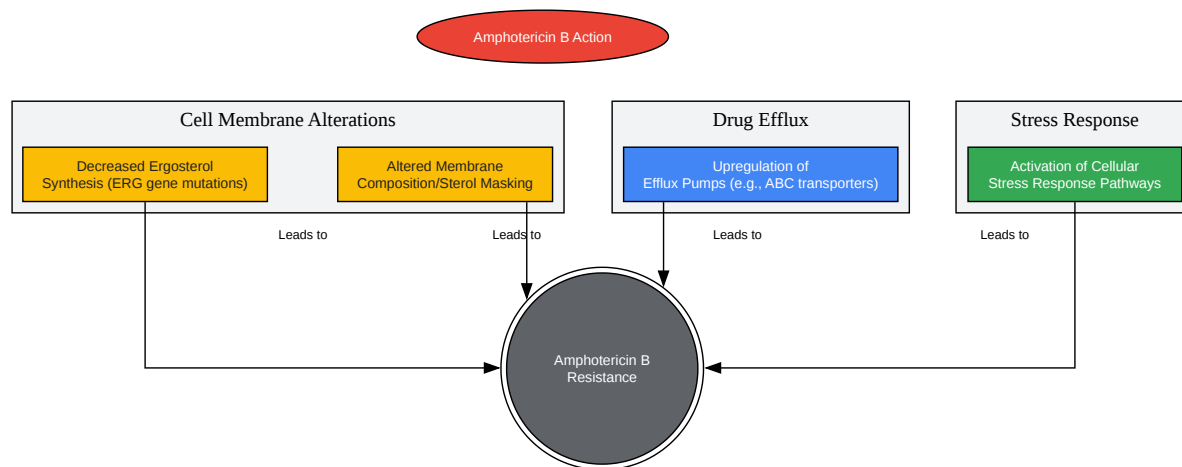 Amphotericin B Action
Cell Membrane Alterations
Drug Efflux
Stress Response
Decreased Ergosterol
Synthesis (ERG gene mutations)
Altered Membrane
Composition/Sterol Masking
Upregulation of
Efflux Pumps (e.g., ABC transporters)
Activation of Cellular
Stress Response Pathways
Leads to
Leads to
Leads to
Leads to
Amphotericin B
Resistance